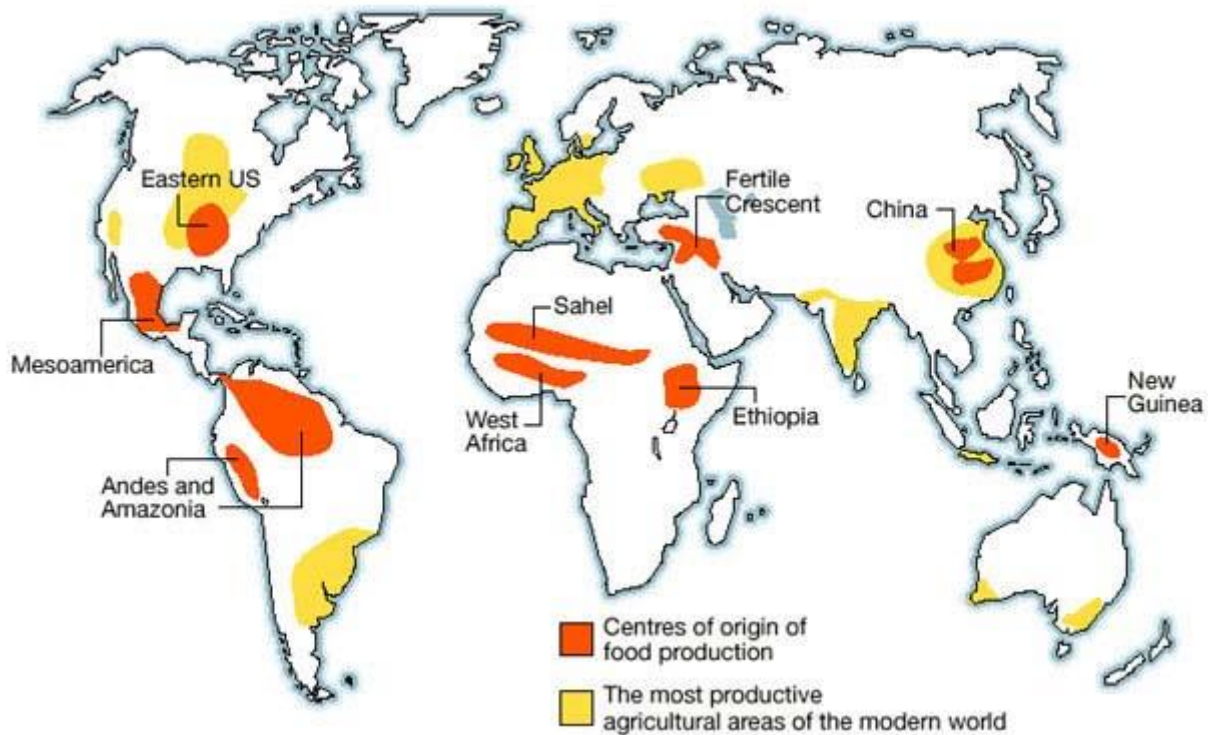 Eastern US
Fertile
Crescent
China
Sahel
Mesoamerica
New
Guinea
West
Africa
Ethiopia
Andes and
Amazonia
Centres of origin of
food production
The most productive
agricultural areas of the modern world